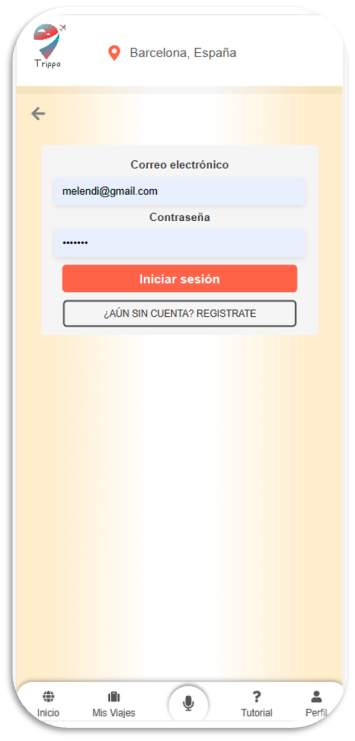 Trippo
Barcelona, España
Correo electrónico
melendi@gmail.com
Contraseña
•••••••
Iniciar sesión
¿AÚN SIN CUENTA? REGISTRATE
Inicio
Mis Viajes
Tutorial
Perfil